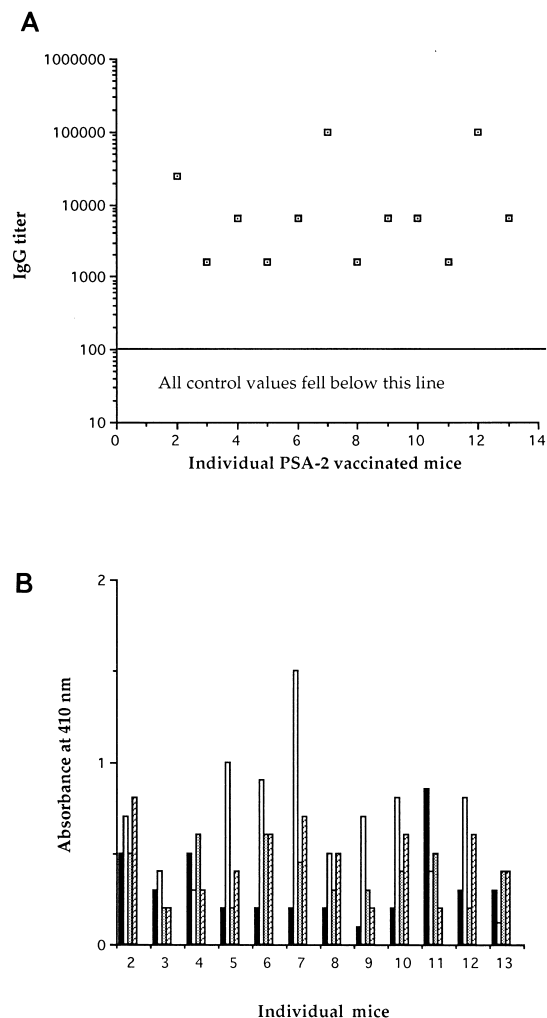 A
1000000
100000
10000
1000
100
10
IgG titer
All control values fell below this line
0 2 4 6 8 10 12 14
Individual PSA-2 vaccinated mice
B
2
1
0
Absorbance at 410 nm
2 3 4 5 6 7 8 9 10 11 12 13
Individual mice